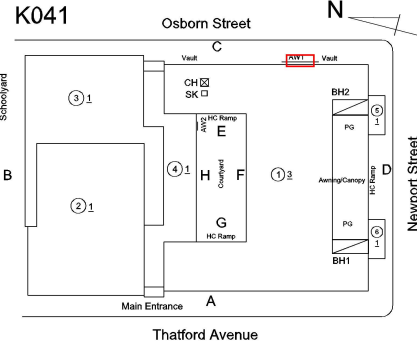 K041
Osborn Street
N
C
Vault
AW1
Vault
CH
SK
BH2
Schoolyard
3 1
AW2
HC Ramp
E
5
1
PG
B
4 1
H
Courtyard
F
1 3
Awning/Canopy
HC Ramp
D
Newport Street
2 1
G
HC Ramp
PG
6
1
BH1
Main Entrance
A
Thatford Avenue